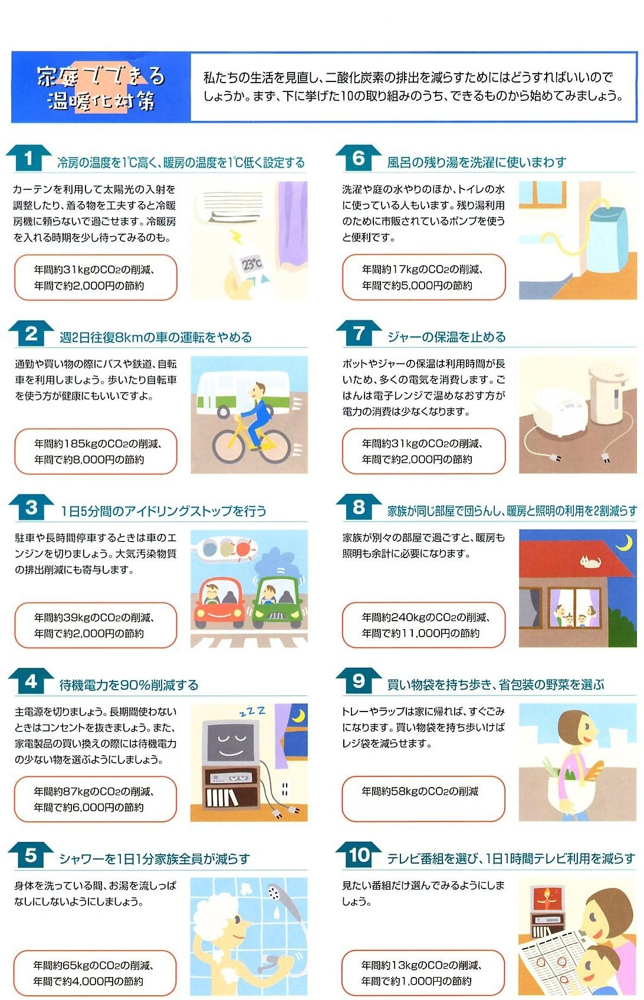 家庭でできる
温暖化対策
私たちの生活を見直し、二酸化炭素の排出を減らすためにはどうすればいいので
しょうか。まず、下に挙げた10の取り組みのうち、できるものから始めてみましょう。
1 冷房の温度を1℃高く、暖房の温度を1℃低く設定する
カーテンを利用して太陽光の入射を
調整したり、着る物を工夫すると冷暖
房機に頼らないで過ごせます。冷暖房
を入れる時期を少し待ってみるのも。
23℃
年間約31kgのCO2の削減、
年間で約2,000円の節約
2 週2日往復8kmの車の運転をやめる
通勤や買い物の際にバスや鉄道、自転
車を利用しましょう。歩いたり自転車
を使う方が健康にもいいですよ。
年間約185kgのCO2の削減、
年間で約8,000円の節約
3 1日5分間のアイドリングストップを行う
駐車や長時間停車するときは車のエ
ンジンを切りましょう。大気汚染物質
の排出削減にも寄与します。
年間約39kgのCO2の削減、
年間で約2,000円の節約
4 待機電力を90%削減する
主電源を切りましょう。長期間使わない
ときはコンセントを抜きましょう。また、
家電製品の買い換えの際には待機電力
の少ない物を選ぶようにしましょう。
zzz
年間約87kgのCO2の削減、
年間で約6,000円の節約
5 シャワーを1日1分家族全員が減らす
身体を洗っている間、お湯を流しっぱ
なしにしないようにしましょう。
年間約65kgのCO2の削減、
年間で約4,000円の節約
6 風呂の残り湯を洗濯に使いまわす
洗濯や庭の水やりのほか、トイレの水
に使っている人もいます。残り湯利用
のために市販されているポンプを使う
と便利です。
年間約17kgのCO2の削減、
年間で約5,000円の節約
7 ジャーの保温を止める
ポットやジャーの保温は利用時間が長
いため、多くの電気を消費します。ご
はんは電子レンジで温めなおす方が
電力の消費は少なくなります。
年間約31kgのCO2の削減、
年間で約2,000円の節約
8 家族が同じ部屋で団らんし、暖房と照明の利用を2割減らす
家族が別々の部屋で過ごすと、暖房も
照明も余計に必要になります。
年間約240kgのCO2の削減、
年間で約11,000円の節約
9 買い物袋を持ち歩き、省包装の野菜を選ぶ
トレーやラップは家に帰れば、すぐごみ
になります。買い物袋を持ち歩いけば
レジ袋を減らせます。
年間約58kgのCO2の削減
10 テレビ番組を選び、1日1時間テレビ利用を減らす
見たい番組だけ選んでみるようにしま
しょう。
年間約13kgのCO2の削減、
年間で約1,000円の節約